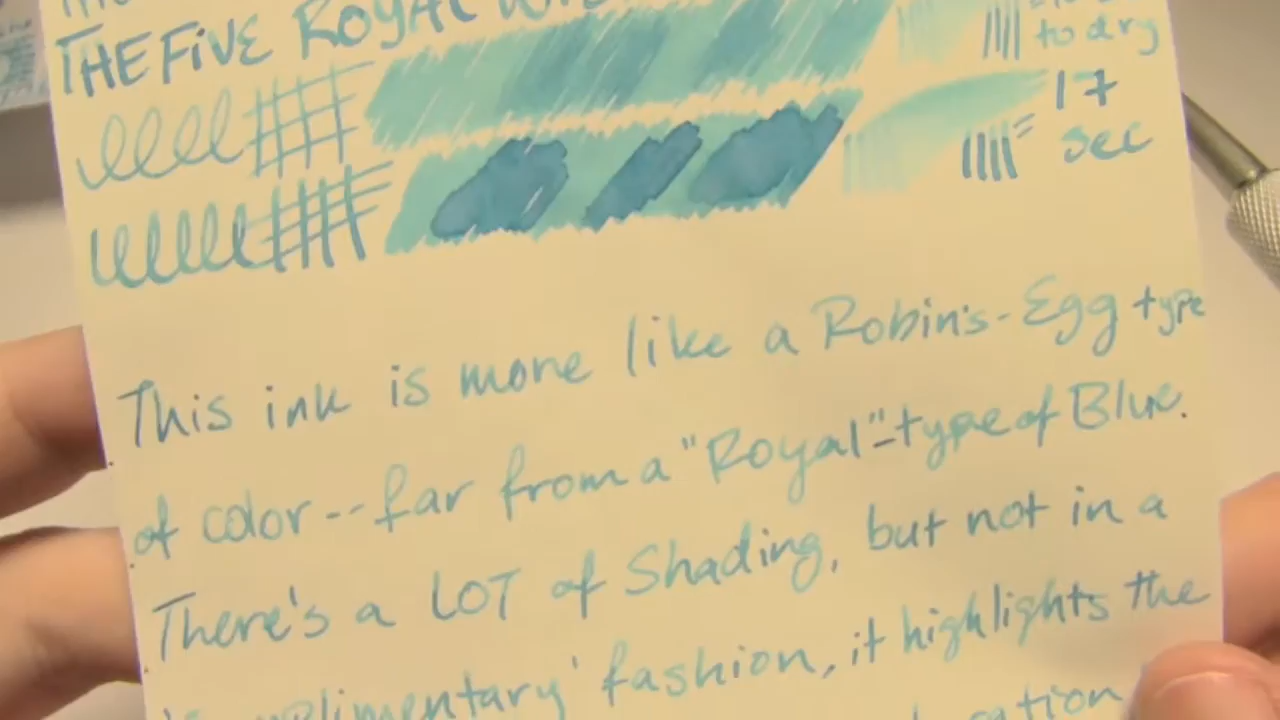 THE FIVE ROYAL
to dry
17
sec
This ink is more like a Robin's-Egg type
of color--far from a "Royal"-type of Blue.
There's a LOT of Shading, but not in a
fashion, it highlights the